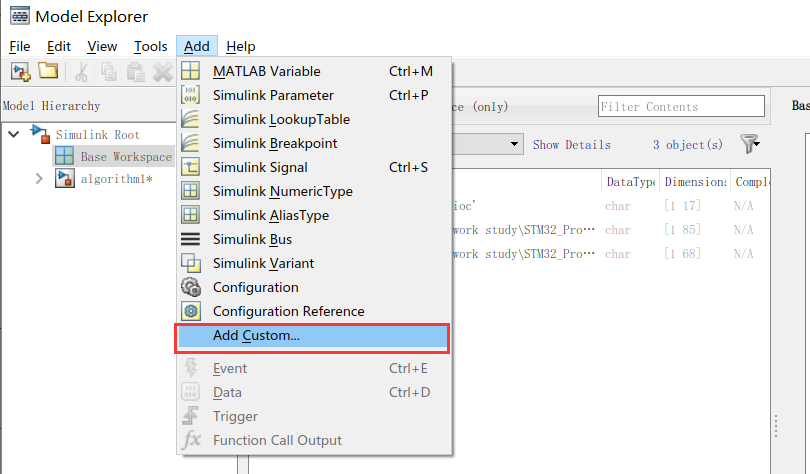 Model Explorer
File Edit View Tools Add Help
Model Hierarchy
Simulink Root
Base Workspace
algorithm1*
MATLAB Variable Ctrl+M
Simulink Parameter Ctrl+P
Simulink LookupTable
Simulink Breakpoint
Simulink Signal Ctrl+S
Simulink NumericType
Simulink AliasType
Simulink Bus
Simulink Variant
Configuration
Configuration Reference
Add Custom...
Event Ctrl+E
Data Ctrl+D
Trigger
Function Call Output
ce (only) Filter Contents Bas
Show Details 3 object(s)
DataType Dimensions Comple
ioc' char [1 17] N/A
work study\STM32_Pro… char [1 85] N/A
work study\STM32_Pro… char [1 68] N/A